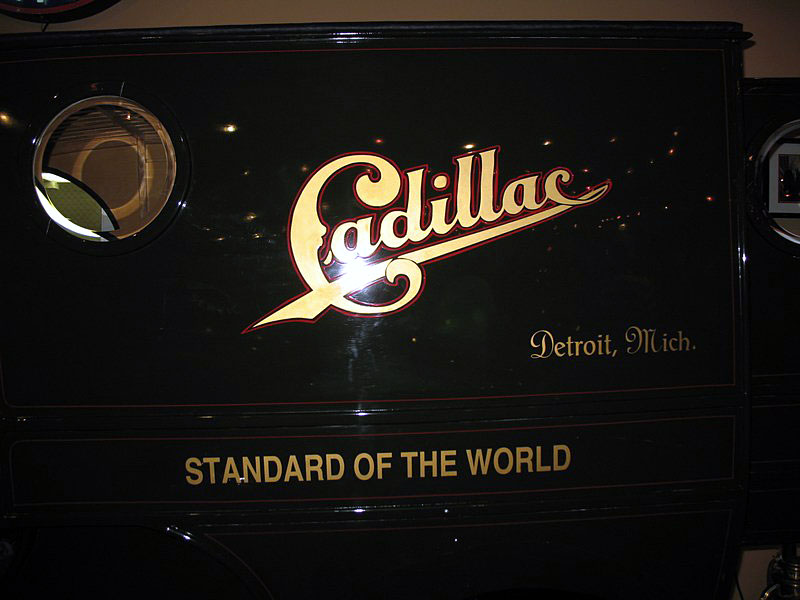 Cadillac
Detroit, Mich.
STANDARD OF THE WORLD